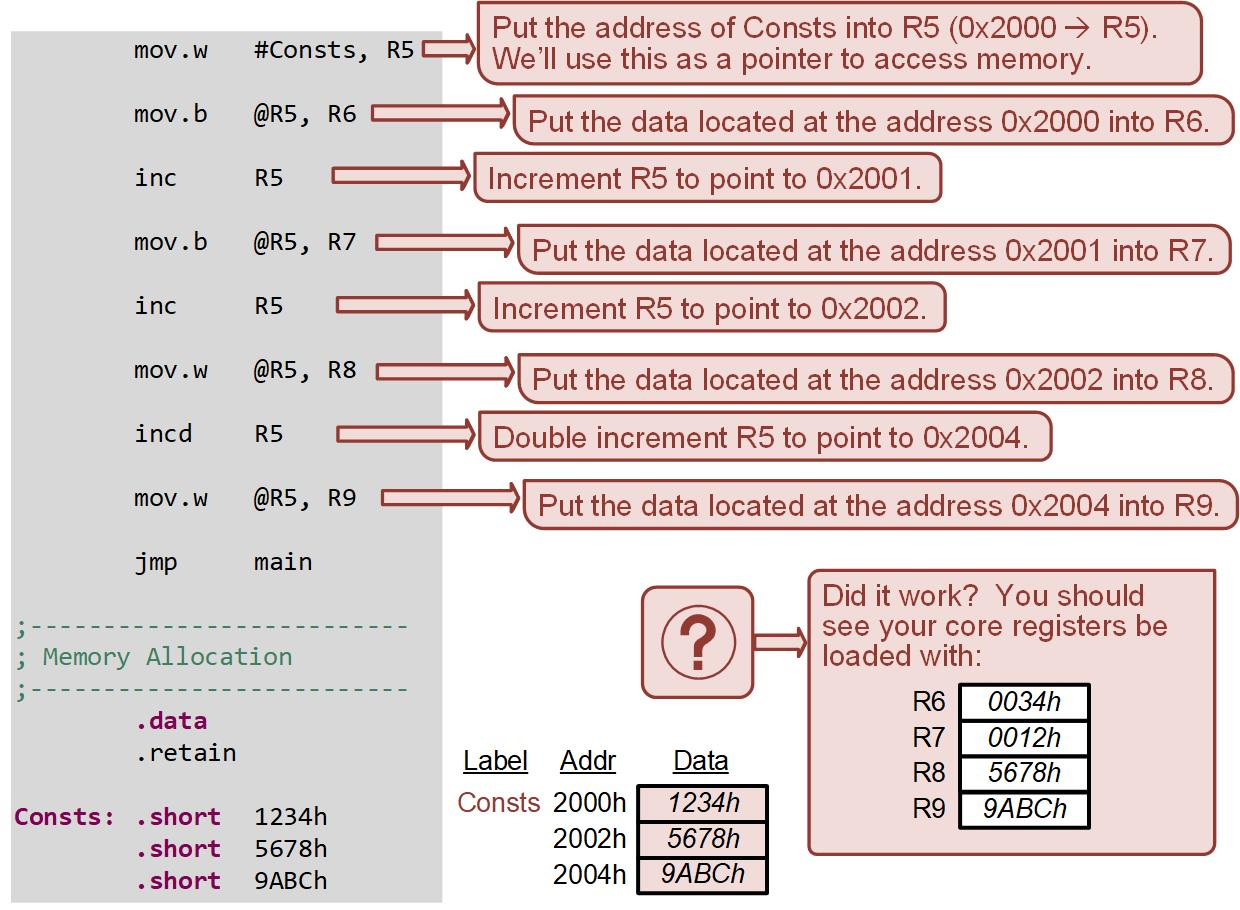 mov.w #Consts, R5
Put the address of Consts into R5 (0x2000 → R5).
We'll use this as a pointer to access memory.
mov.b @R5, R6
Put the data located at the address 0x2000 into R6.
inc R5
Increment R5 to point to 0x2001.
mov.b @R5, R7
Put the data located at the address 0x2001 into R7.
inc R5
Increment R5 to point to 0x2002.
mov.w @R5, R8
Put the data located at the address 0x2002 into R8.
incd R5
Double increment R5 to point to 0x2004.
mov.w @R5, R9
Put the data located at the address 0x2004 into R9.
jmp main
;--------------------------
; Memory Allocation
;--------------------------
.data
.retain
Consts: .short 1234h
.short 5678h
.short 9ABCh
Label Addr Data
Consts 2000h 1234h
2002h 5678h
2004h 9ABCh
?
Did it work? You should
see your core registers be
loaded with:
R6 0034h
R7 0012h
R8 5678h
R9 9ABCh